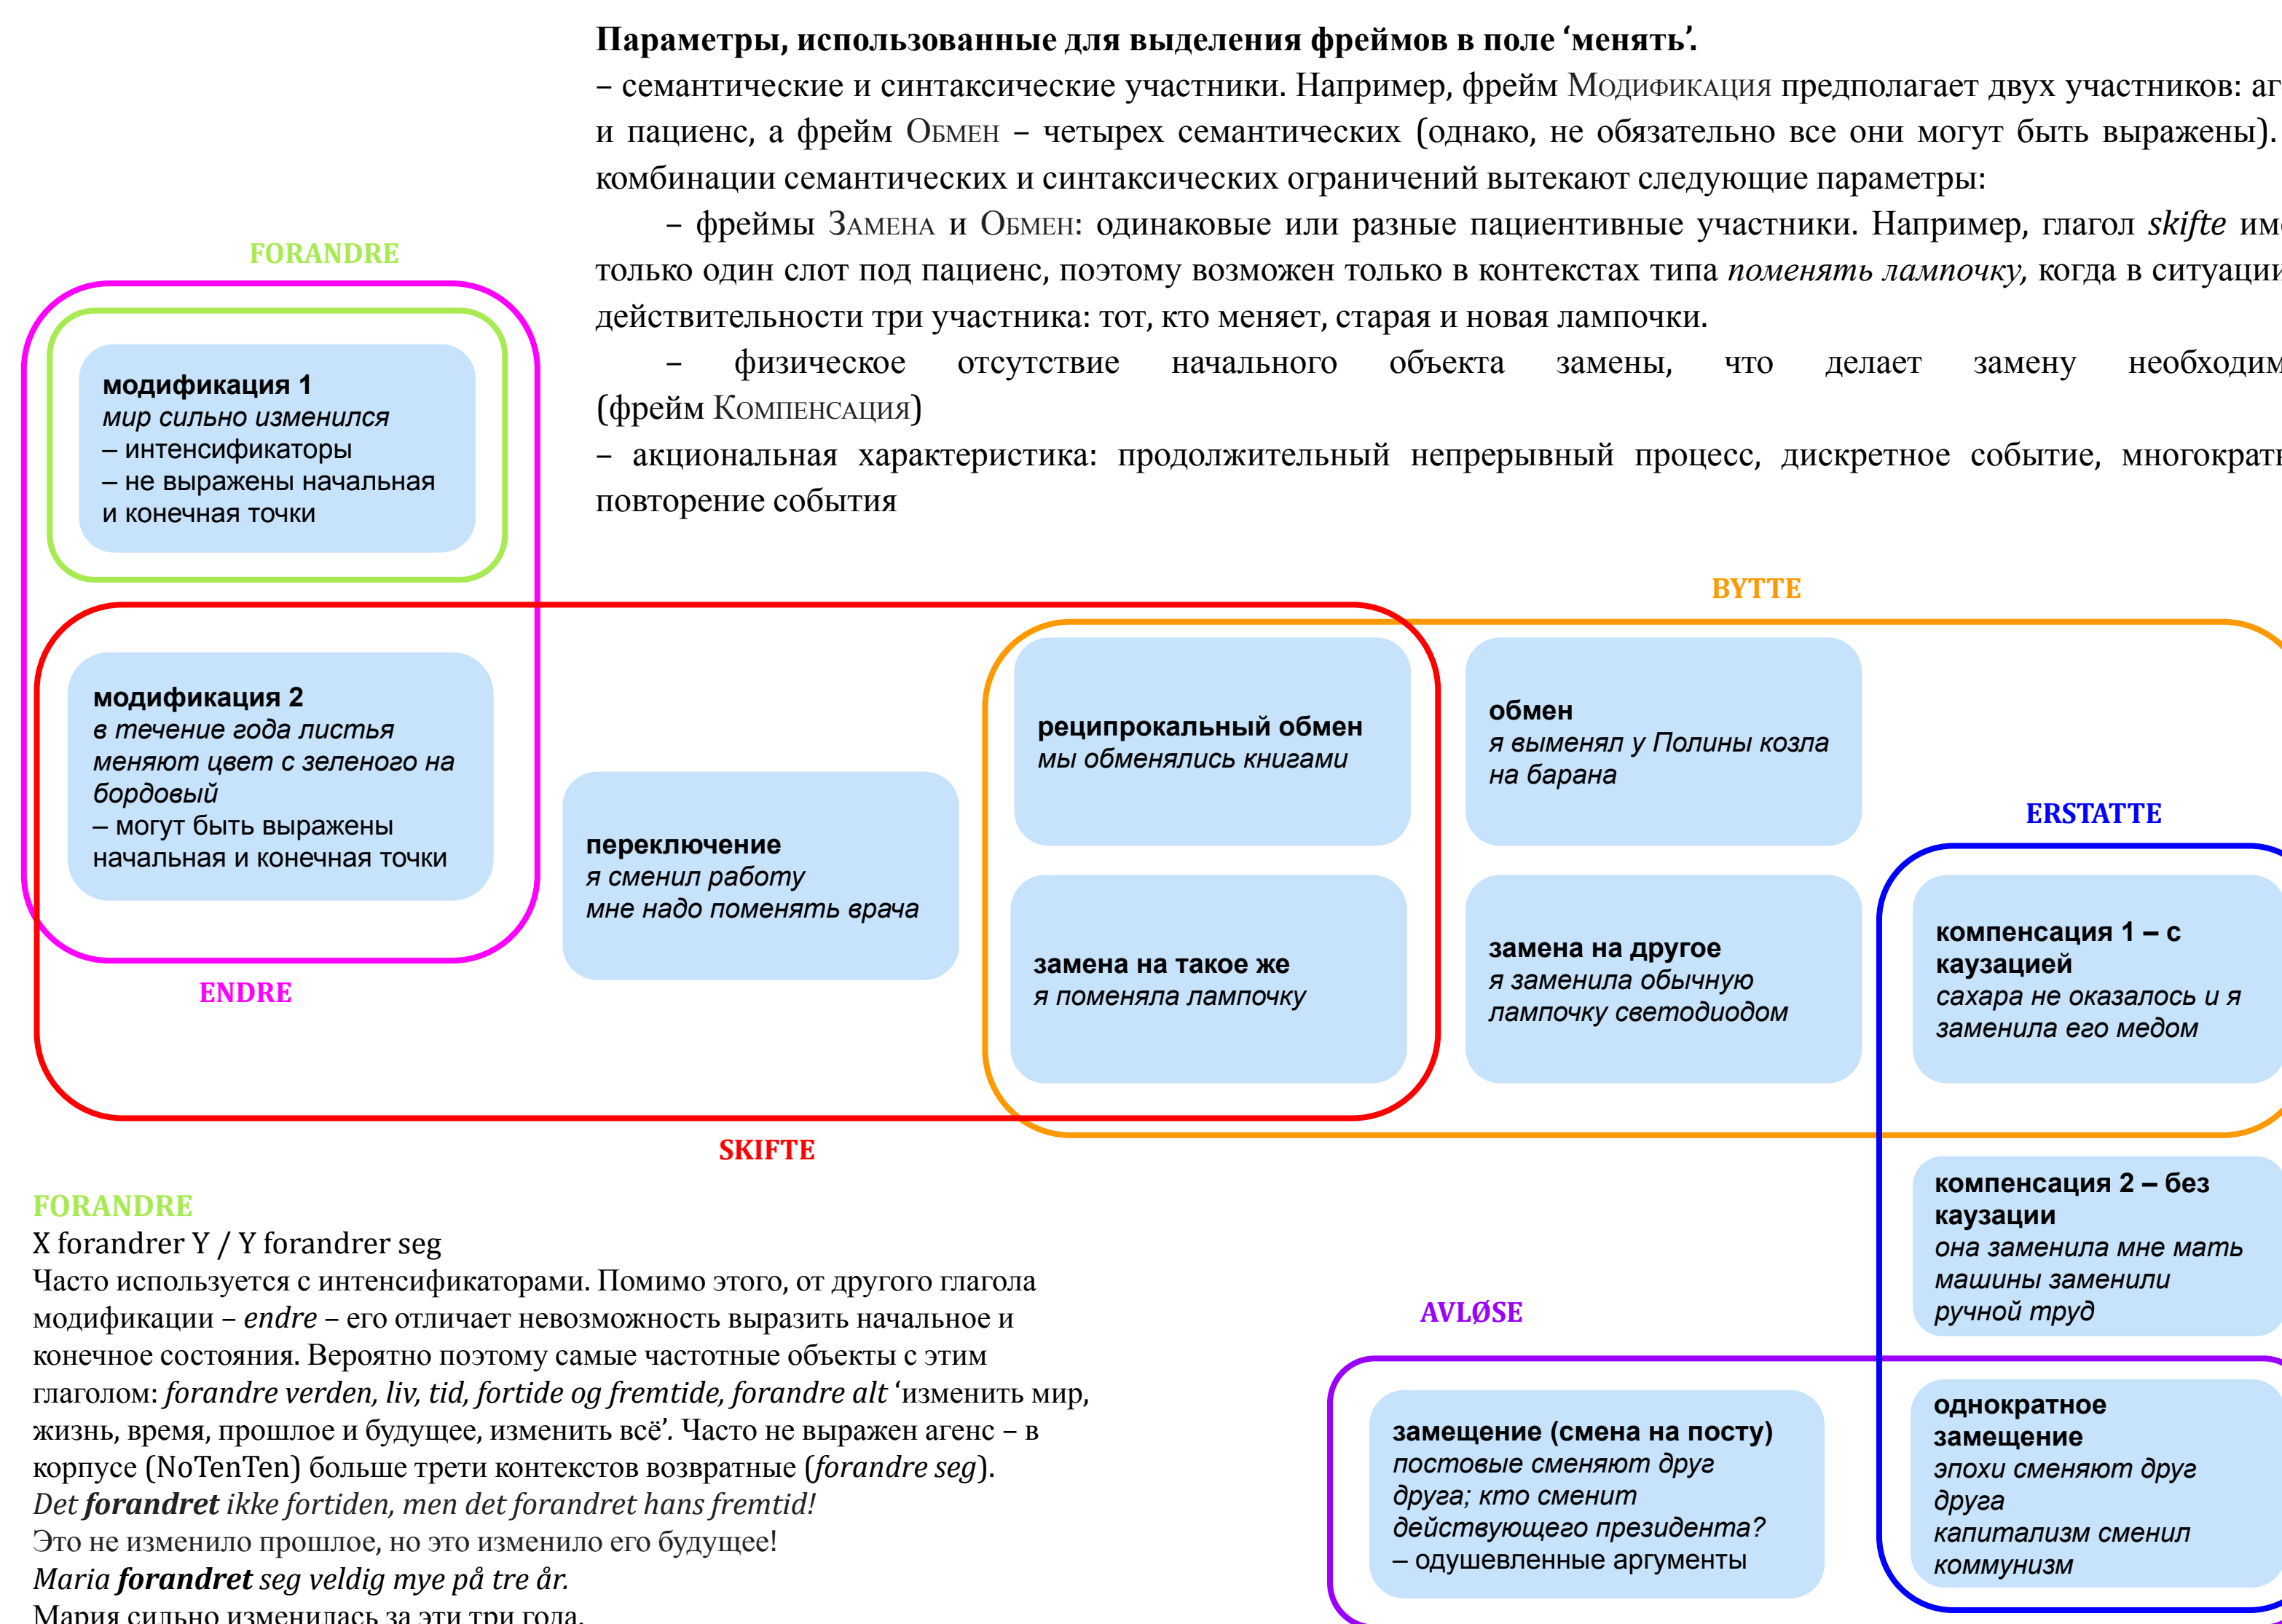 Параметры, использованные для выделения фреймов в поле ‘менять’.
– семантические и синтаксические участники. Например, фрейм Модификация предполагает двух участников:
и пациенс, а фрейм Обмен – четырех семантических (однако, не обязательно все они могут быть выражены).
комбинации семантических и синтаксических ограничений вытекают следующие параметры:
– фреймы Замена и Обмен: одинаковые или разные пациентивные участники. Например, глагол skifte
только один слот под пациенс, поэтому возможен только в контекстах типа поменять лампочку, когда в ситуации
действительности три участника: тот, кто меняет, старая и новая лампочки.
– физическое отсутствие начального объекта замены, что делает замену
(фрейм Компенсация)
– акциональная характеристика: продолжительный непрерывный процесс, дискретное событие,
повторение события
FORANDRE
модификация 1
мир сильно изменился
– интенсификаторы
– не выражены начальная
и конечная точки
модификация 2
в течение года листья
меняют цвет с зеленого на
бордовый
– могут быть выражены
начальная и конечная точки
ENDRE
переключение
я сменил работу
мне надо поменять врача
SKIFTE
BYTTE
реципрокальный обмен
мы обменялись книгами
замена на такое же
я поменяла лампочку
обмен
я выменял у Полины козла
на барана
замена на другое
я заменила обычную
лампочку светодиодом
ERSTATTE
компенсация 1 – с
каузацией
сахара не оказалось и я
заменила его медом
компенсация 2 – без
каузации
она заменила мне мать
машины заменили
ручной труд
AVLØSE
замещение (смена на посту)
постовые сменяют друг
друга; кто сменит
действующего президента?
– одушевленные аргументы
однократное
замещение
эпохи сменяют друг
друга
капитализм сменил
коммунизм
FORANDRE
X forandrer Y / Y forandrer seg
Часто используется с интенсификаторами. Помимо этого, от другого глагола
модификации – endre – его отличает невозможность выразить начальное и
конечное состояния. Вероятно поэтому самые частотные объекты с этим
глаголом: forandre verden, liv, tid, fortide og fremtide, forandre alt ‘изменить мир,
жизнь, время, прошлое и будущее, изменить всё’. Часто не выражен агенс – в
корпусе (NoTenTen) больше трети контекстов возвратные (forandre seg).
Det forandret ikke fortiden, men det forandret hans fremtid!
Это не изменило прошлое, но это изменило его будущее!
Maria forandret seg veldig mye på tre år.
Мария сильно изменилась за эти три года.